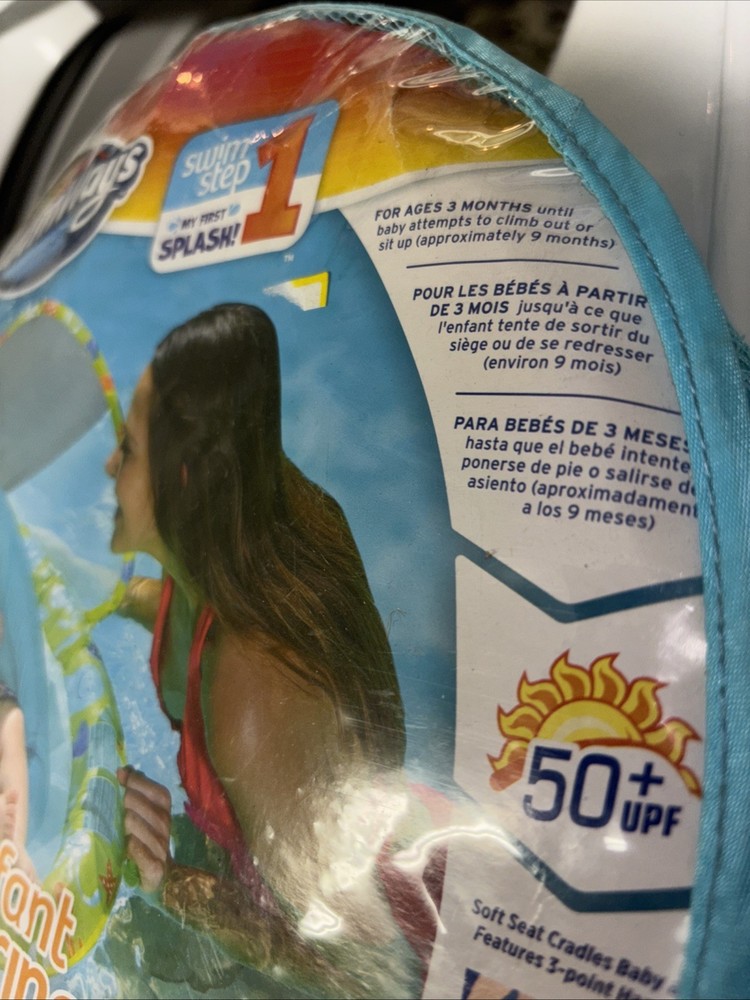 swim
step
1
MY FIRST
SPLASH!
™
FOR AGES 3 MONTHS until
baby attempts to climb out or
sit up (approximately 9 months)
POUR LES BÉBÉS À PARTIR
DE 3 MOIS jusqu'à ce que
l'enfant tente de sortir du
siège ou de se redresser
(environ 9 mois)
PARA BEBÉS DE 3 MESES
hasta que el bebé intente
ponerse de pie o salirse de
asiento (aproximadament
a los 9 meses)
50+
UPF
Soft Seat Cradles Baby
Features 3-point